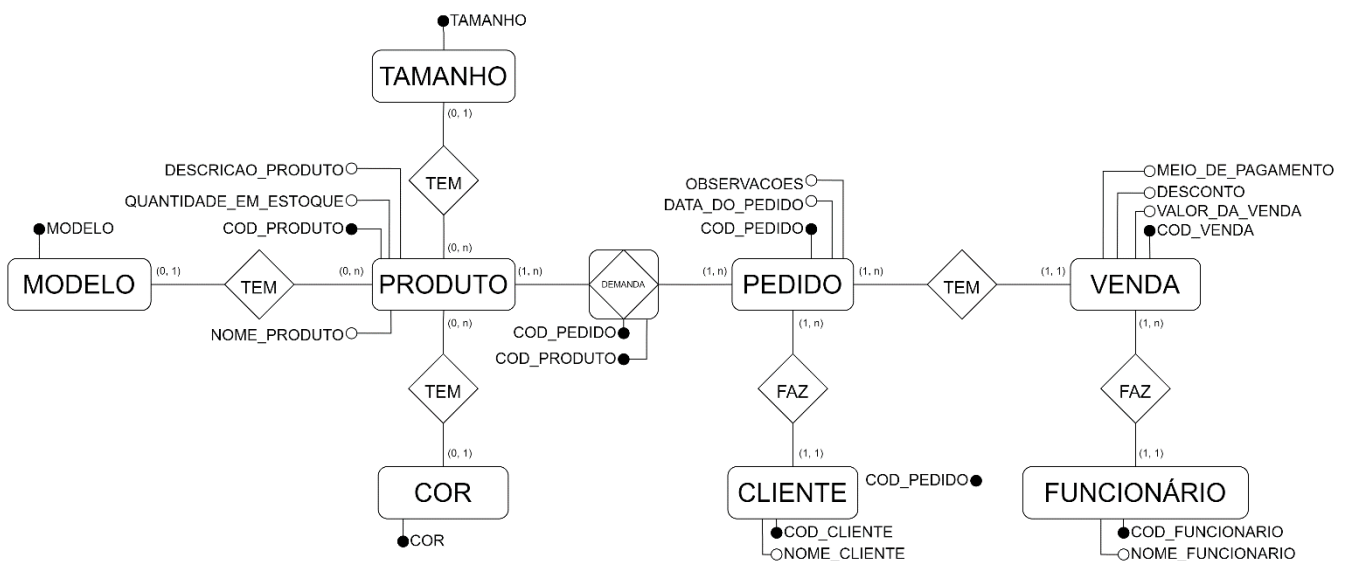 TAMANHO
TAMANHO
(0, 1)
TEM
(0, n)
DESCRICAO_PRODUTO
QUANTIDADE_EM_ESTOQUE
COD_PRODUTO
MODELO
MODELO
(0, 1)
TEM
(0, n)
PRODUTO
(1, n)
NOME_PRODUTO
DEMANDA
COD_PEDIDO
COD_PRODUTO
(0, n)
TEM
(0, 1)
COR
COR
OBSERVACOES
DATA_DO_PEDIDO
COD_PEDIDO
(1, n)
PEDIDO
(1, n)
TEM
(1, 1)
MEIO_DE_PAGAMENTO
DESCONTO
VALOR_DA_VENDA
COD_VENDA
VENDA
(1, n)
FAZ
(1, 1)
CLIENTE
COD_PEDIDO
COD_CLIENTE
NOME_CLIENTE
(1, n)
FAZ
(1, 1)
FUNCIONÁRIO
COD_FUNCIONARIO
NOME_FUNCIONARIO